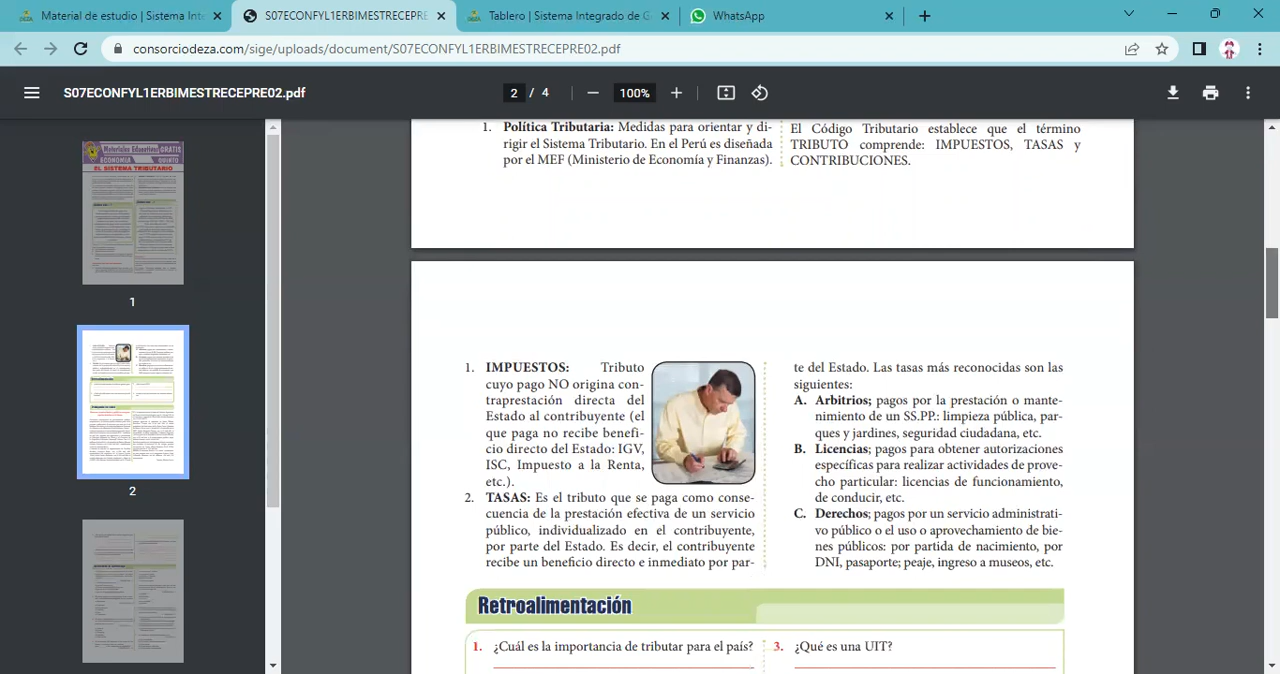 Material de estudio | Sistema Inte
S07ECONFYL1ERBIMESTRECEPRE
Tablero | Sistema Integrado de G
WhatsApp
consorciodeza.com/sige/uploads/document/S07ECONFYL1ERBIMESTRECEPRE02.pdf
S07ECONFYL1ERBIMESTRECEPRE02.pdf
2 / 4
100%
Materiales Educativos GRATIS
ECONOMIA QUINTO
EL SISTEMA TRIBUTARIO
1
2
1. Política Tributaria: Medidas para orientar y di-
rigir el Sistema Tributario. En el Perú es diseñada
por el MEF (Ministerio de Economía y Finanzas).
El Código Tributario establece que el término
TRIBUTO comprende: IMPUESTOS, TASAS y
CONTRIBUCIONES.
1. IMPUESTOS: Tributo
cuyo pago NO origina con-
traprestación directa del
Estado al contribuyente (el
que paga no recibe benefi-
cio directo del Estado: IGV,
ISC, Impuesto a la Renta,
etc.).
2. TASAS: Es el tributo que se paga como conse-
cuencia de la prestación efectiva de un servicio
público, individualizado en el contribuyente,
por parte del Estado. Es decir, el contribuyente
recibe un beneficio directo e inmediato por par-
te del Estado. Las tasas más reconocidas son las
siguientes:
A. Arbitrios; pagos por la prestación o mante-
nimiento de un SS.PP.: limpieza pública, par-
ques y jardines, seguridad ciudadana, etc.
B. Licencias; pagos para obtener autorizaciones
específicas para realizar actividades de prove-
cho particular: licencias de funcionamiento,
de conducir, etc.
C. Derechos; pagos por un servicio administrati-
vo público o el uso o aprovechamiento de bie-
nes públicos: por partida de nacimiento, por
DNI, pasaporte; peaje, ingreso a museos, etc.
Retroalimentación
1. ¿Cuál es la importancia de tributar para el país?
3. ¿Qué es una UIT?